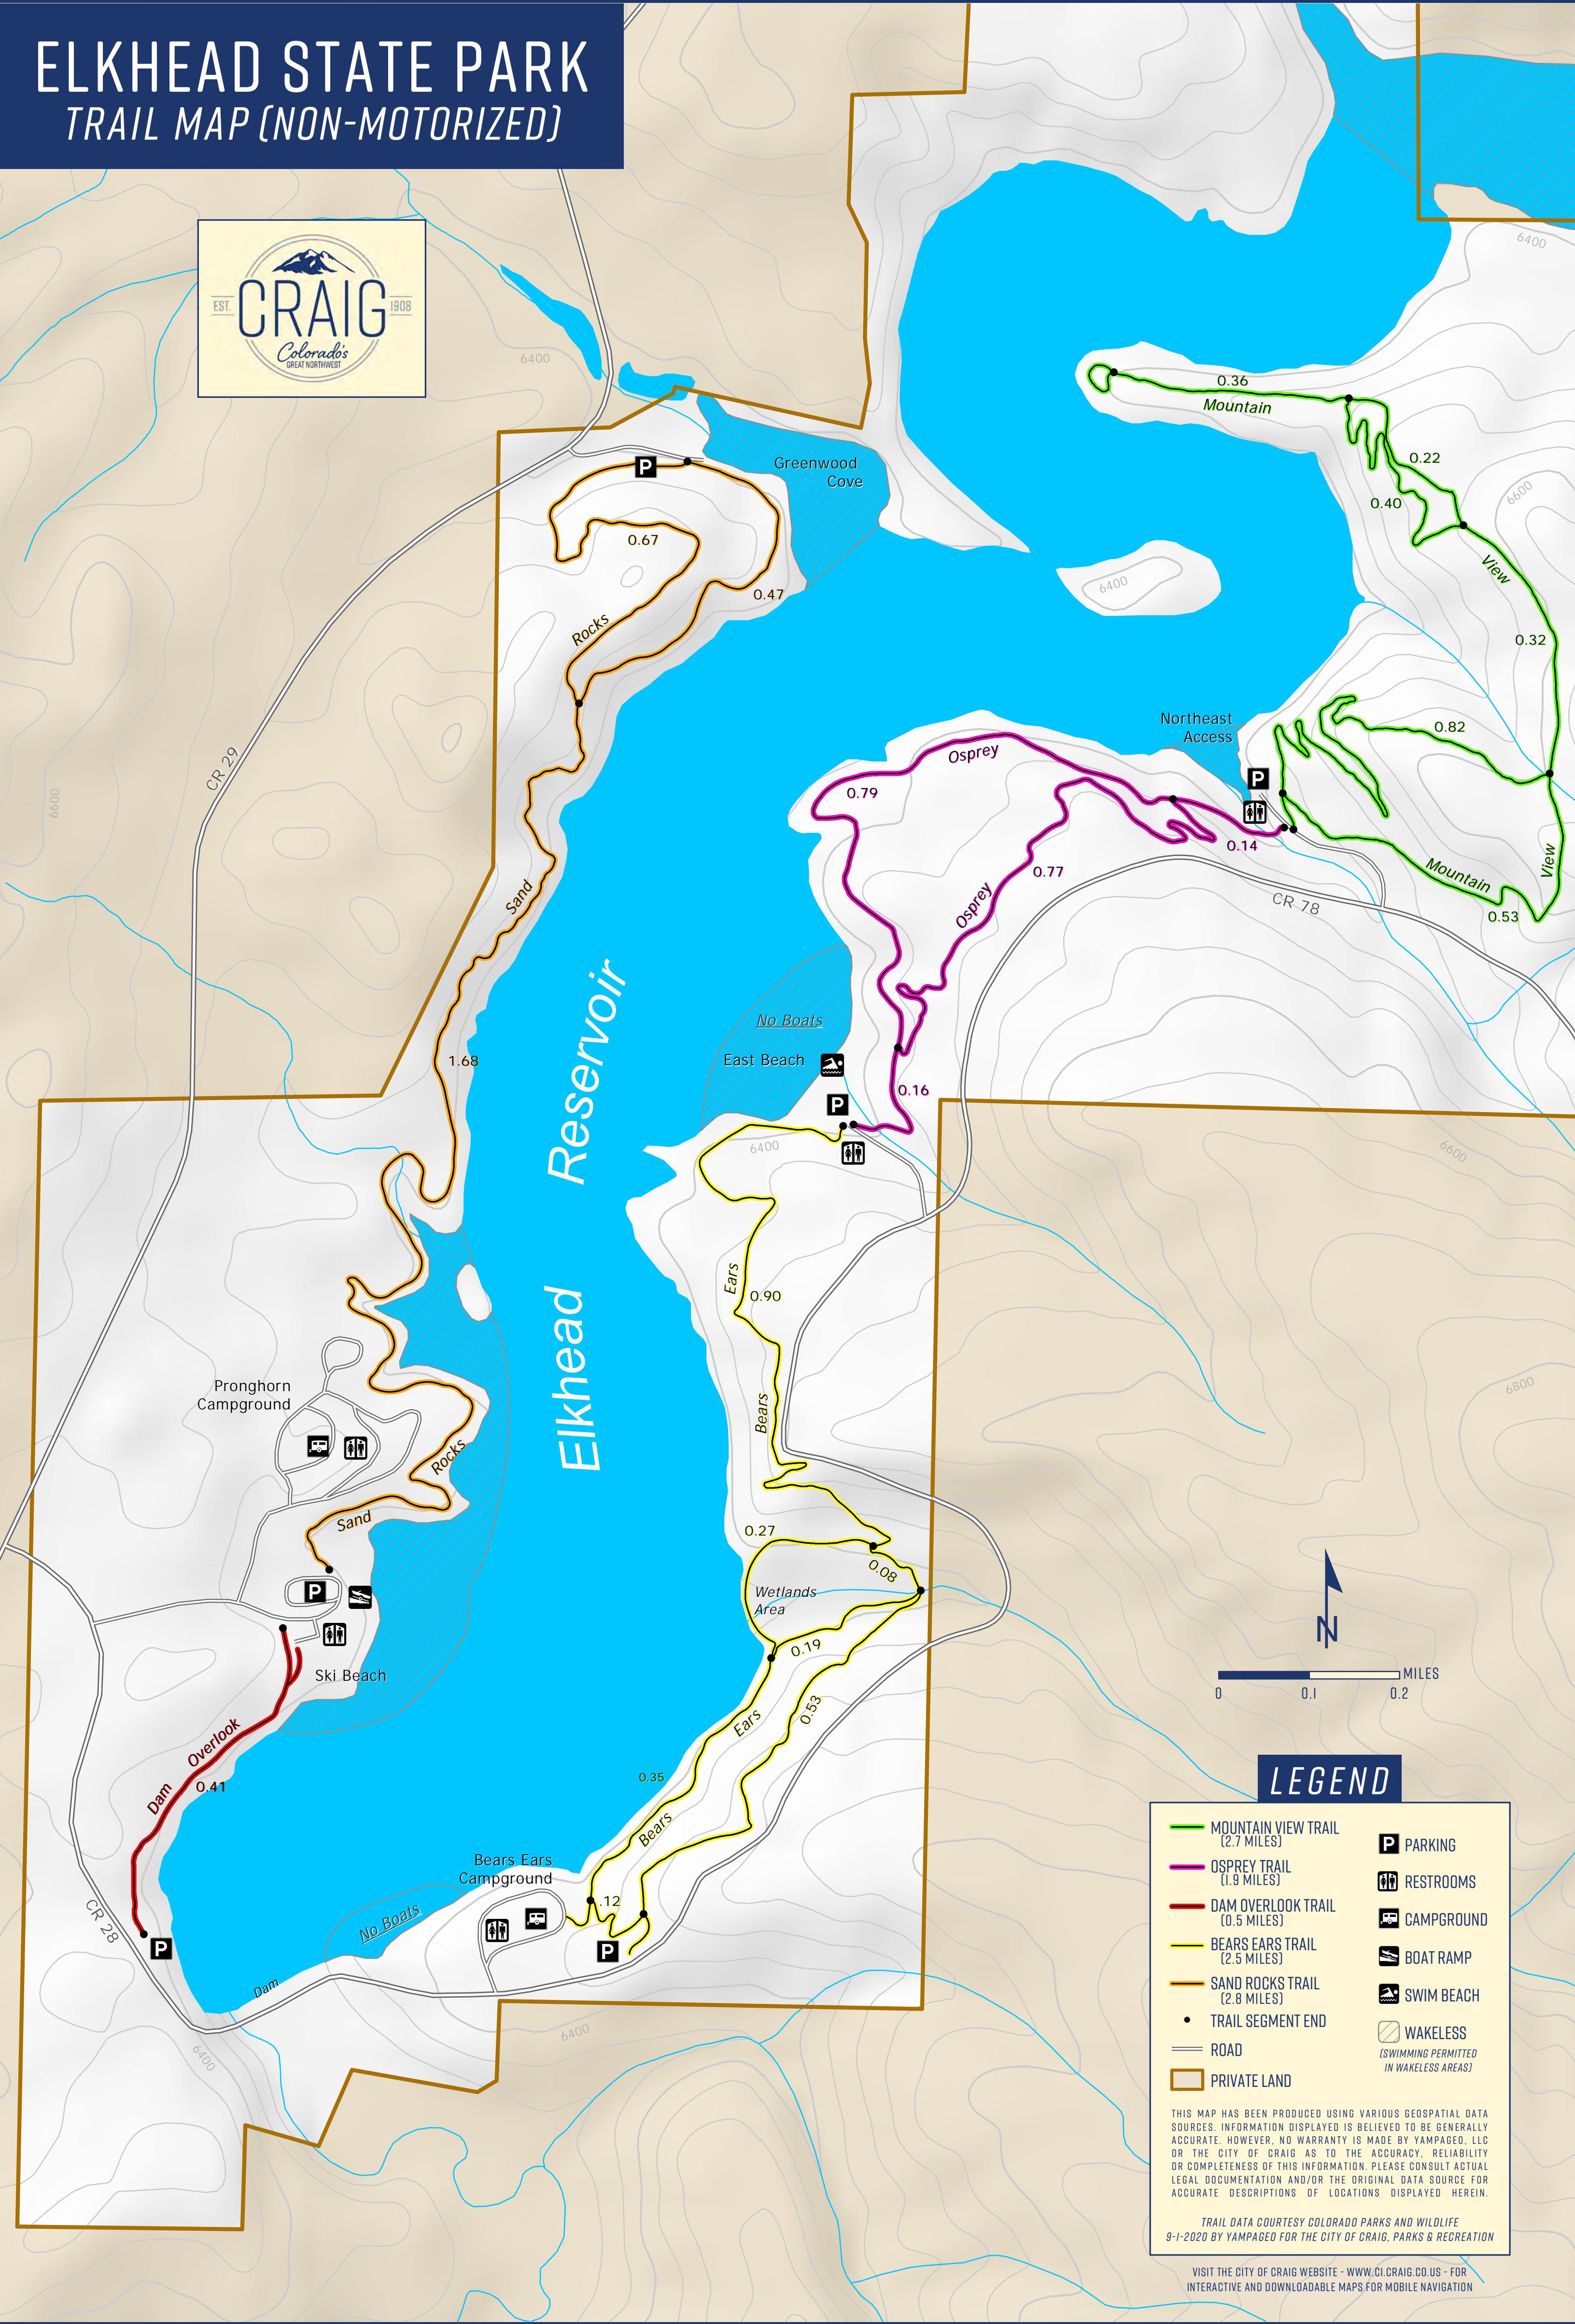 ELKHEAD STATE PARK
TRAIL MAP (NON-MOTORIZED)
EST.
CRAIG
1908
Colorado's
GREAT NORTHWEST
6400
6400
6600
6400
Greenwood
Cove
0.36
Mountain
0.22
0.40
View
0.32
0.67
0.47
Rocks
CR 29
6600
Sand
1.68
Northeast
Access
0.82
View
Mountain
0.53
0.14
CR 78
Osprey
0.79
0.77
Osprey
No Boats
East Beach
0.16
6400
6600
6800
Elkhead Reservoir
Ears
0.90
Bears
0.27
0.08
Wetlands
Area
0.19
0.53
Ears
0.35
Bears
Bears Ears
Campground
.12
Pronghorn
Campground
Rocks
Sand
Ski Beach
Overlook
Dam
0.41
CR 28
No Boats
Dam
6400
6400
N
MILES
0 0.1 0.2
LEGEND
MOUNTAIN VIEW TRAIL
(2.7 MILES)
OSPREY TRAIL
(1.9 MILES)
DAM OVERLOOK TRAIL
(0.5 MILES)
BEARS EARS TRAIL
(2.5 MILES)
SAND ROCKS TRAIL
(2.8 MILES)
TRAIL SEGMENT END
ROAD
PRIVATE LAND
P PARKING
RESTROOMS
CAMPGROUND
BOAT RAMP
SWIM BEACH
WAKELESS
(SWIMMING PERMITTED
IN WAKELESS AREAS)
THIS MAP HAS BEEN PRODUCED USING VARIOUS GEOSPATIAL DATA
SOURCES. INFORMATION DISPLAYED IS BELIEVED TO BE GENERALLY
ACCURATE. HOWEVER, NO WARRANTY IS MADE BY YAMPAGEO, LLC
OR THE CITY OF CRAIG AS TO THE ACCURACY, RELIABILITY
OR COMPLETENESS OF THIS INFORMATION. PLEASE CONSULT ACTUAL
LEGAL DOCUMENTATION AND/OR THE ORIGINAL DATA SOURCE FOR
ACCURATE DESCRIPTIONS OF LOCATIONS DISPLAYED HEREIN.
TRAIL DATA COURTESY COLORADO PARKS AND WILDLIFE
9-1-2020 BY YAMPAGEO FOR THE CITY OF CRAIG, PARKS & RECREATION
VISIT THE CITY OF CRAIG WEBSITE - WWW.CI.CRAIG.CO.US - FOR
INTERACTIVE AND DOWNLOADABLE MAPS FOR MOBILE NAVIGATION